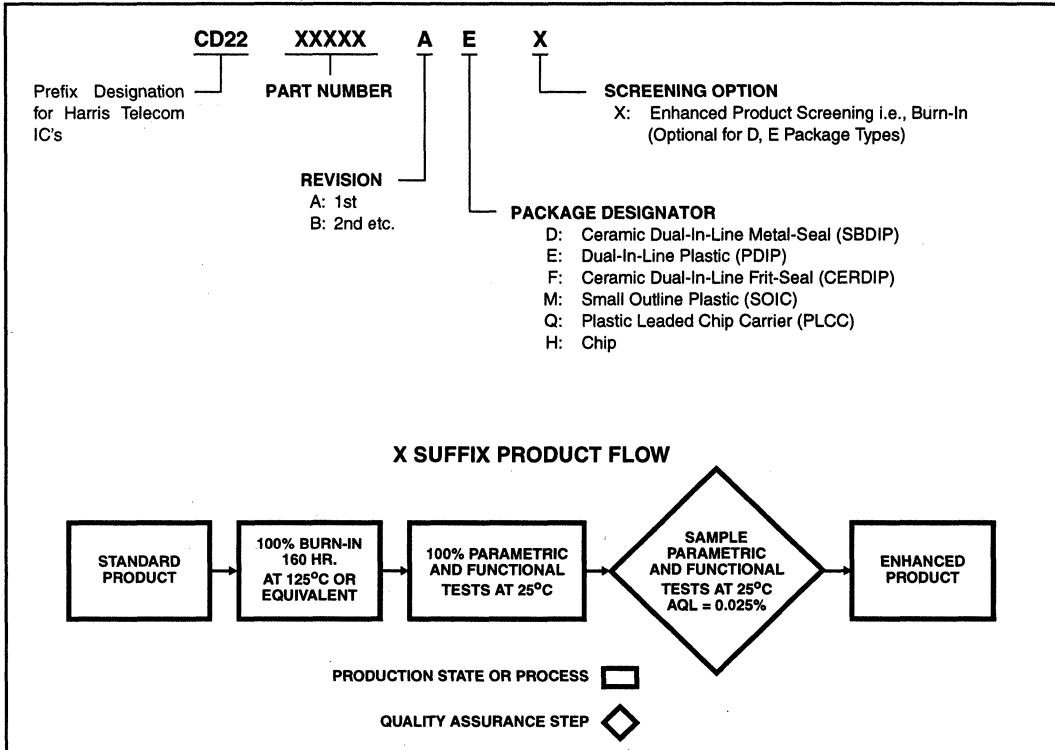 CD22 XXXXX A E X
Prefix Designation
for Harris Telecom
IC's
PART NUMBER
SCREENING OPTION
X: Enhanced Product Screening i.e., Burn-In
(Optional for D, E Package Types)
REVISION
A: 1st
B: 2nd etc.
PACKAGE DESIGNATOR
D: Ceramic Dual-In-Line Metal-Seal (SBDIP)
E: Dual-In-Line Plastic (PDIP)
F: Ceramic Dual-In-Line Frit-Seal (CERDIP)
M: Small Outline Plastic (SOIC)
Q: Plastic Leaded Chip Carrier (PLCC)
H: Chip
X SUFFIX PRODUCT FLOW
STANDARD
PRODUCT
100% BURN-IN
160 HR.
AT 125°C OR
EQUIVALENT
100% PARAMETRIC
AND FUNCTIONAL
TESTS AT 25°C
SAMPLE
PARAMETRIC
AND FUNCTIONAL
TESTS AT 25°C
AQL = 0.025%
ENHANCED
PRODUCT
PRODUCTION STATE OR PROCESS
QUALITY ASSURANCE STEP